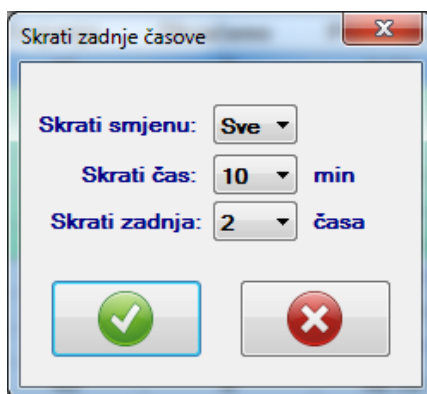 Skrati zadnje časove
Skrati smjenu: Sve
Skrati čas: 10 min
Skrati zadnja: 2 časa